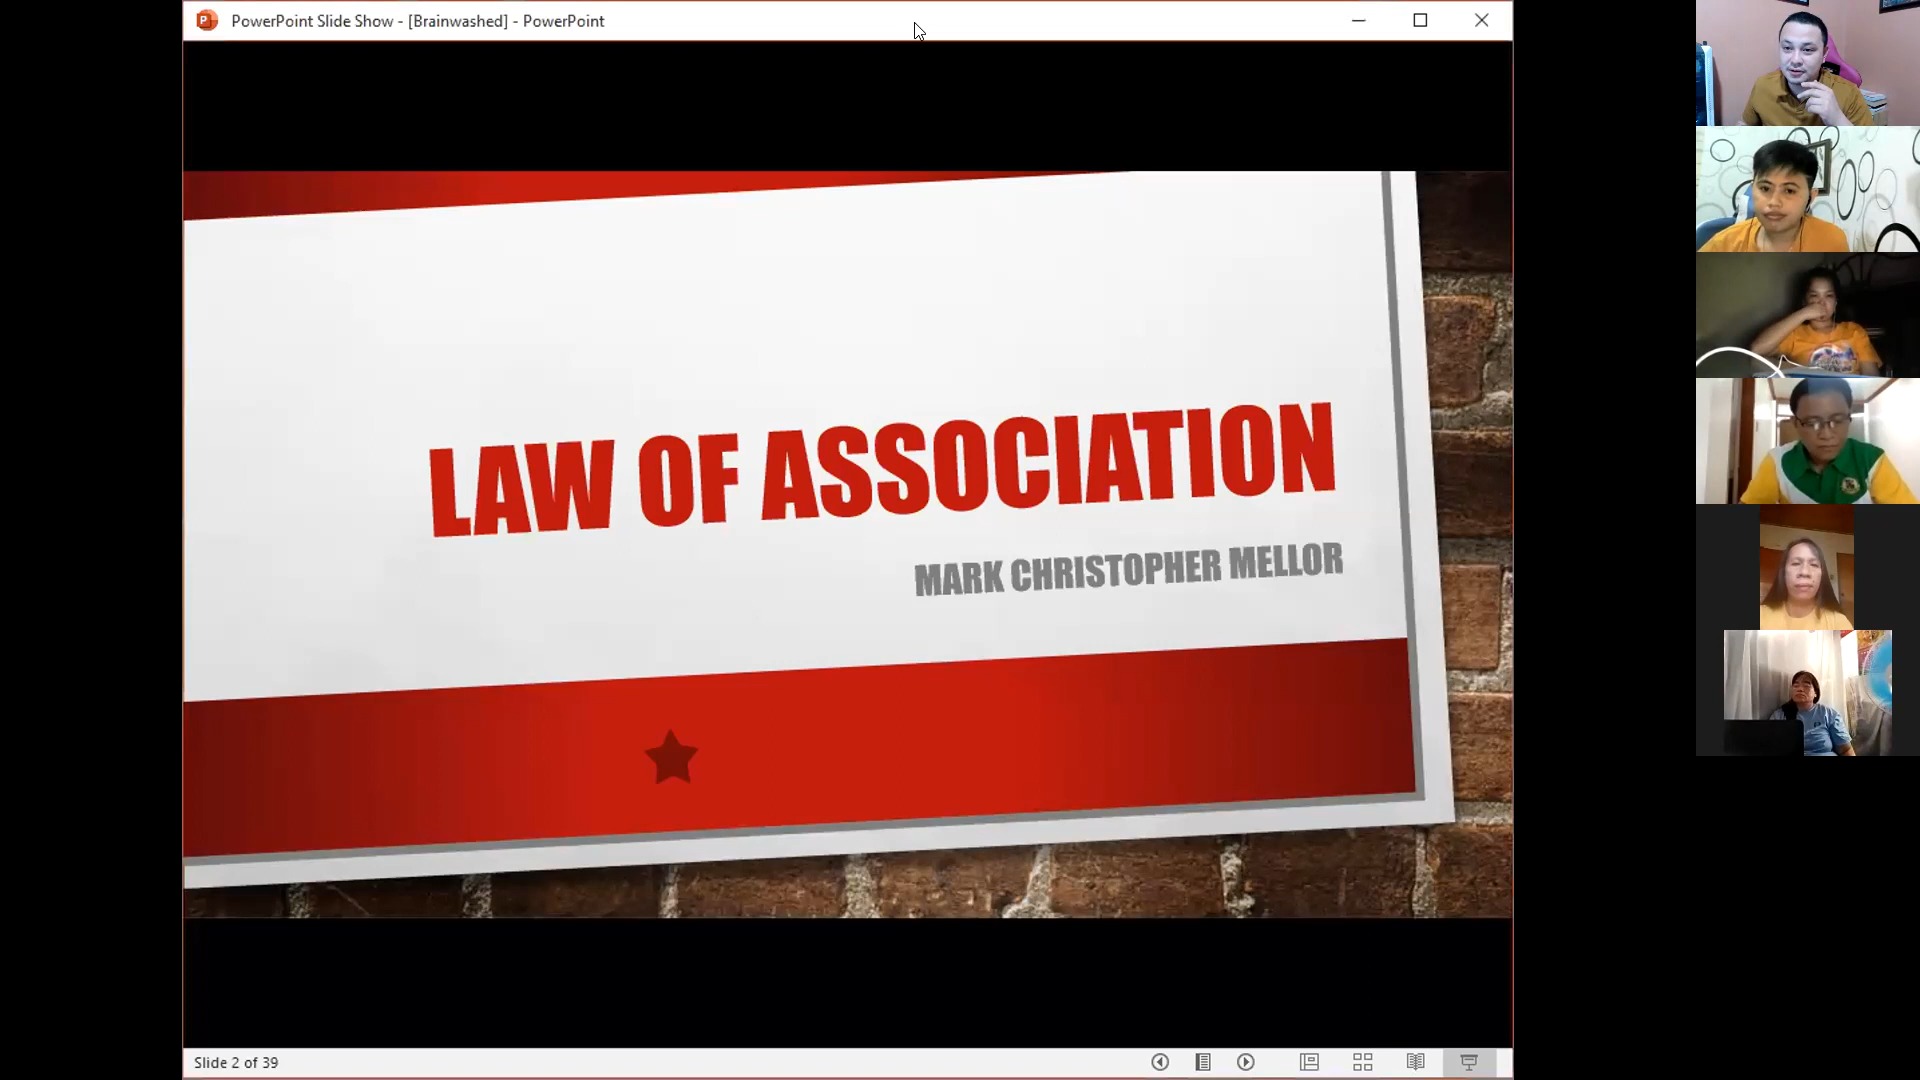 PowerPoint Slide Show - [Brainwashed] - PowerPoint
LAW OF ASSOCIATION
MARK CHRISTOPHER MELLOR
Slide 2 of 39